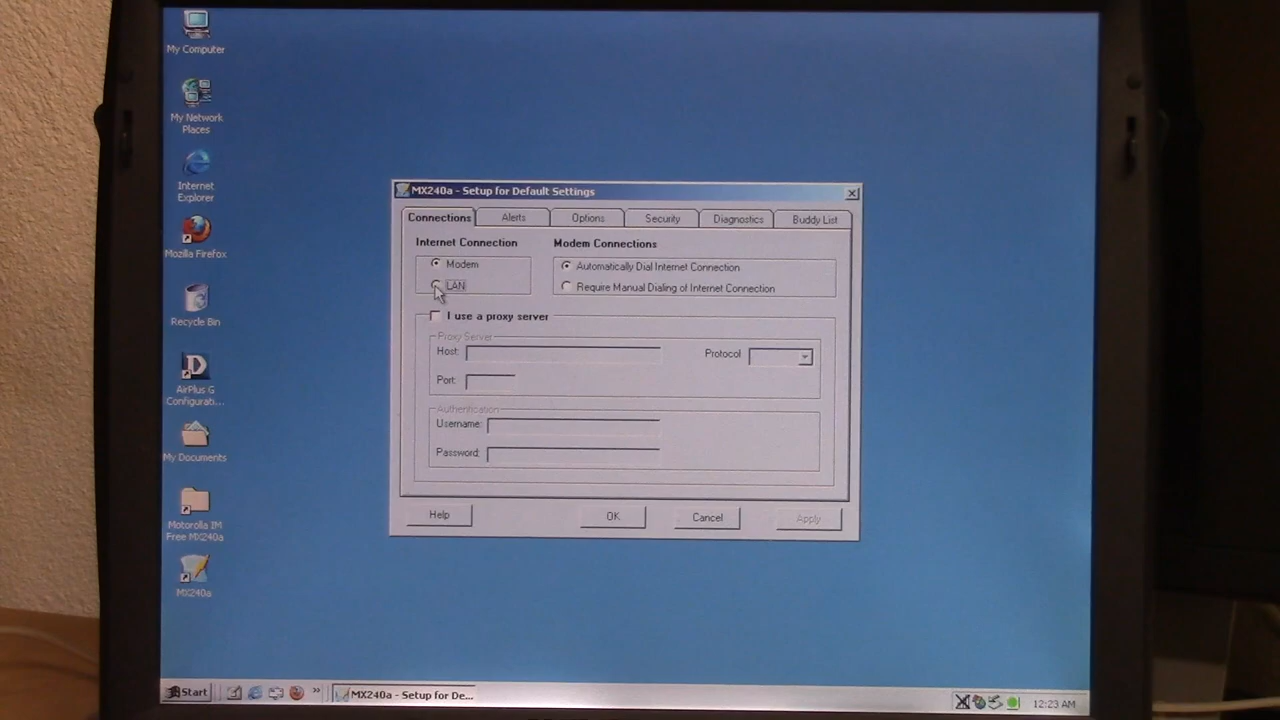 My Computer
My Network
Places
Internet
Explorer
Mozilla Firefox
Recycle Bin
AirPlus G
Configurati...
My Documents
Motorolla IM
Free MX240a
MX240a
MX240a - Setup for Default Settings
Connections
Alerts
Options
Security
Diagnostics
Buddy List
Internet Connection
Modem
LAN
Modem Connections
Automatically Dial Internet Connection
Require Manual Dialing of Internet Connection
I use a proxy server
Proxy Server
Host:
Protocol
Port:
Authentication
Username:
Password:
Help
OK
Cancel
Apply
Start
MX240a - Setup for De...
12:23 AM